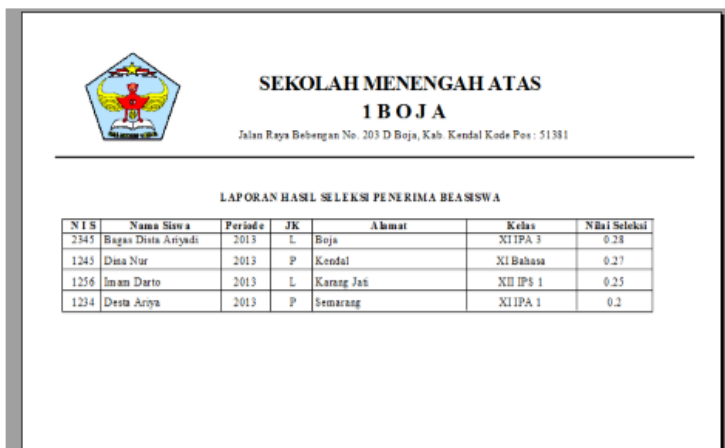 SEKOLAH MENENGAH ATAS
1 B O J A
Jalan Raya Bebengan No. 203 D Boja, Kab. Kendal Kode Pos : 51381
LAPORAN HASIL SELEKSI PENERIMA BEASISWA
N I S Nama Siswa Periode JK Alamat Kelas Nilai Seleksi
2345 Bagas Dista Ariyadi 2013 L Boja XI IPA 3 0.28
1245 Disa Nur 2013 P Kendal XI Bahasa 0.27
1256 Imam Darto 2013 L Karang Jati XII IPS 1 0.25
1234 Desta Ariya 2013 P Semarang XI IPA 1 0.2